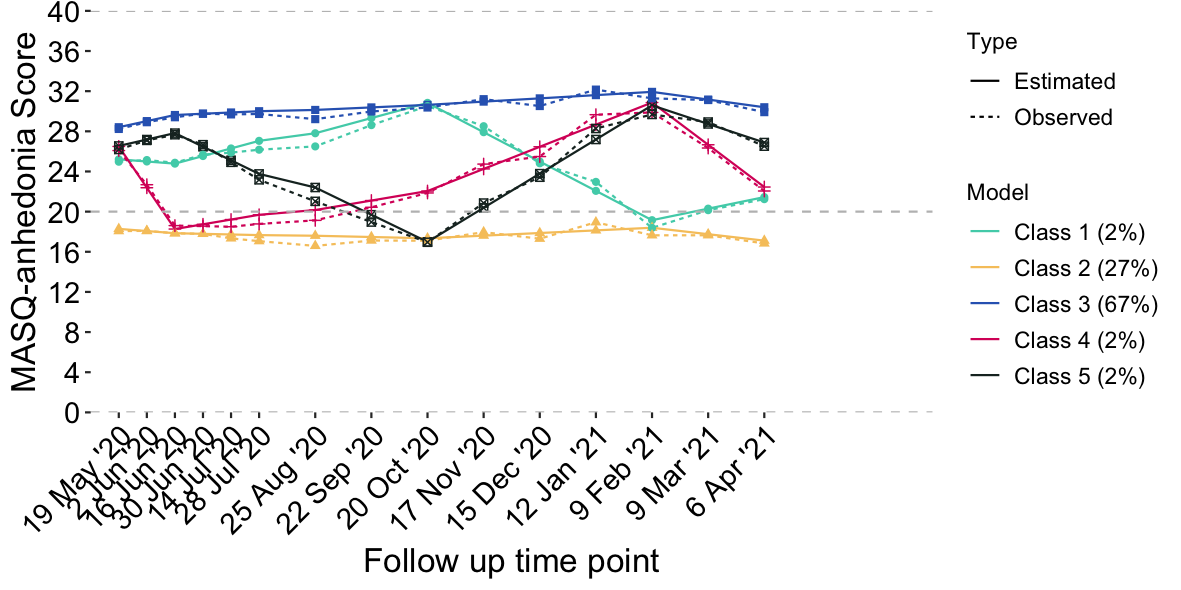 MASQ-anhedonia Score
40
36
32
28
24
20
16
12
8
4
0
19 May '20
2 Jun '20
16 Jun '20
30 Jun '20
14 Jul '20
28 Jul '20
25 Aug '20
22 Sep '20
20 Oct '20
17 Nov '20
15 Dec '20
12 Jan '21
9 Feb '21
9 Mar '21
6 Apr '21
Follow up time point
Type
Estimated
Observed
Model
Class 1 (2%)
Class 2 (27%)
Class 3 (67%)
Class 4 (2%)
Class 5 (2%)